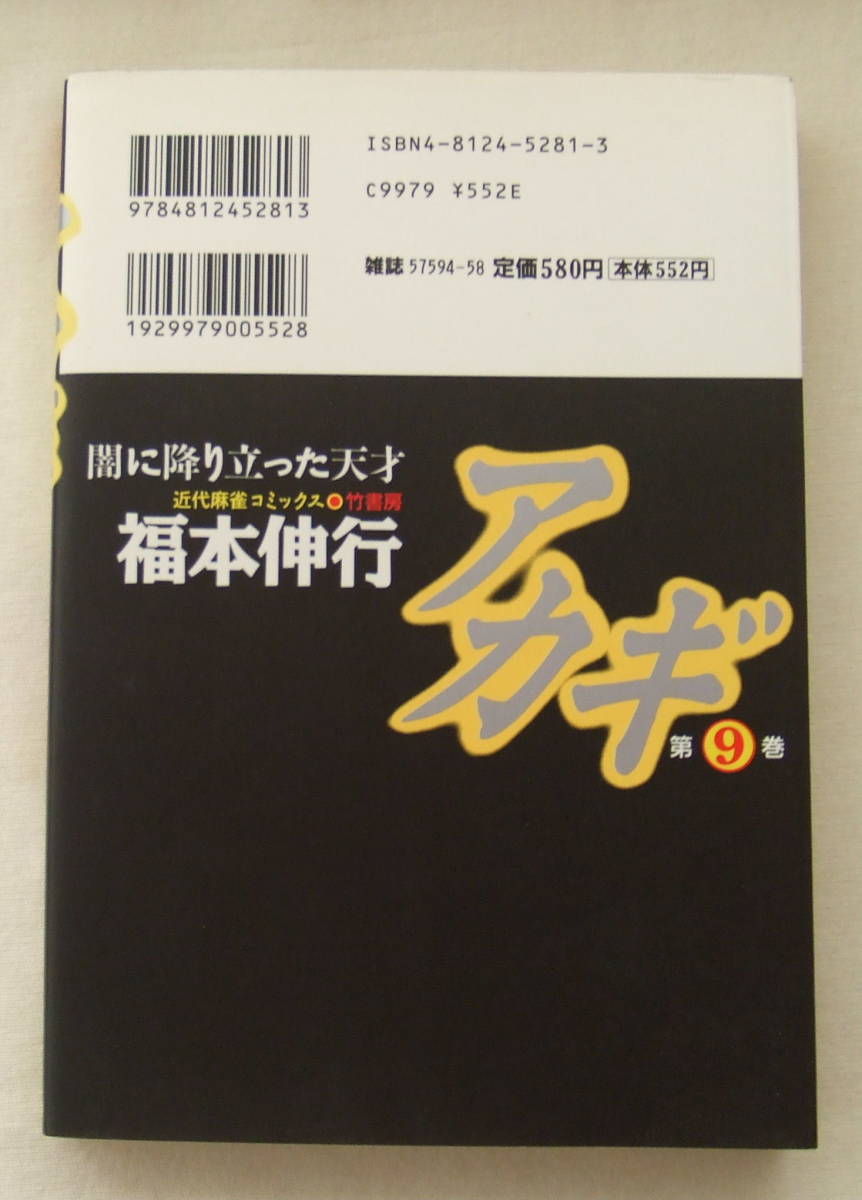 ISBN4-8124-5281-3
C9979 ¥552E
9784812452813
雑誌 57594-58 定価580円 本体552円
1929979005528
闇に降り立った天才
近代麻雀コミックス 竹書房
福本伸行
アカギ
第9巻